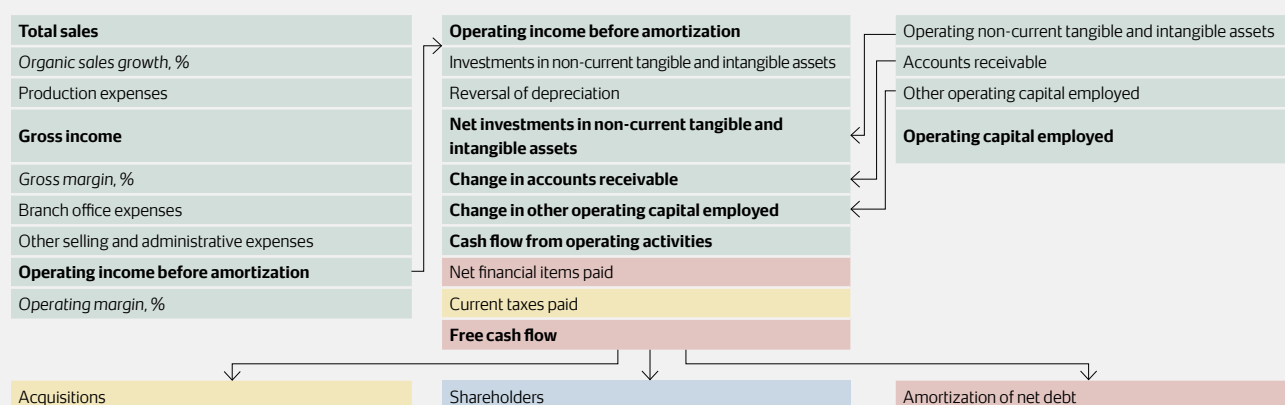 Total sales
Organic sales growth, %
Production expenses
Gross income
Gross margin, %
Branch office expenses
Other selling and administrative expenses
Operating income before amortization
Operating margin, %
Operating income before amortization
Investments in non-current tangible and intangible assets
Reversal of depreciation
Net investments in non-current tangible and
intangible assets
Change in accounts receivable
Change in other operating capital employed
Cash flow from operating activities
Net financial items paid
Current taxes paid
Free cash flow
Operating non-current tangible and intangible assets
Accounts receivable
Other operating capital employed
Operating capital employed
Acquisitions
Shareholders
Amortization of net debt